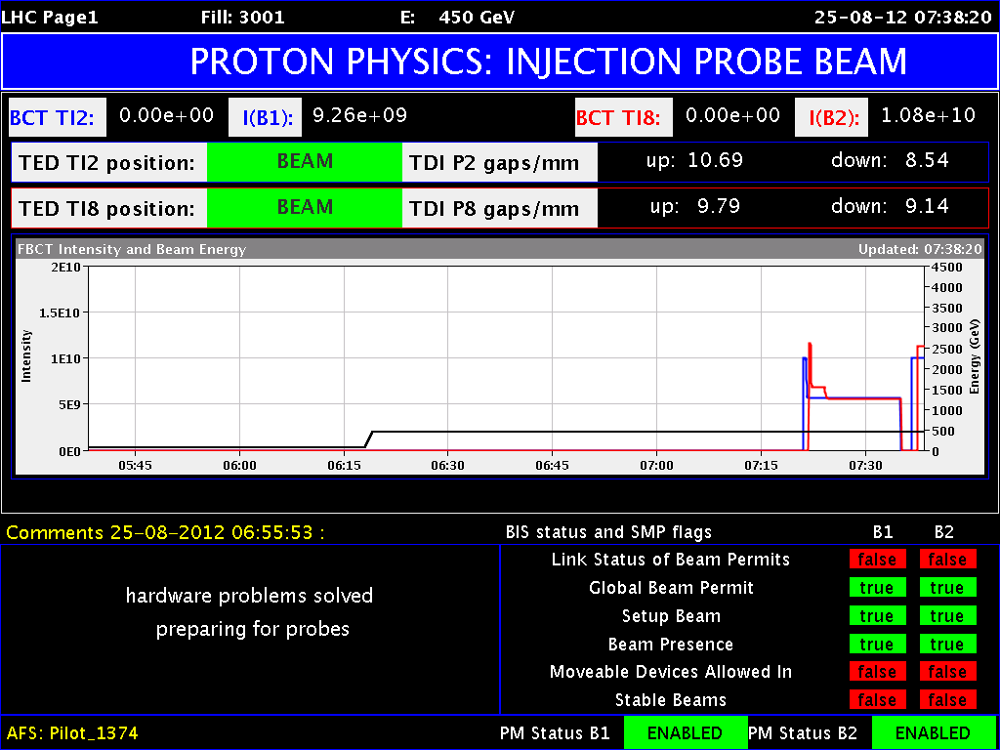 LHC Page1 Fill: 3001 E: 450 GeV 25-08-12 07:38:20
PROTON PHYSICS: INJECTION PROBE BEAM
BCT TI2: 0.00e+00 I(B1): 9.26e+09 BCT TI8: 0.00e+00 I(B2): 1.08e+10
TED TI2 position: BEAM TDI P2 gaps/mm up: 10.69 down: 8.54
TED TI8 position: BEAM TDI P8 gaps/mm up: 9.79 down: 9.14
FBCT Intensity and Beam Energy Updated: 07:38:20
2E10 4500
4000
1.5E10 3500
3000
1E10 2500
2000
1500
5E9 1000
500
0E0 0
Intensity
Energy (GeV)
05:45 06:00 06:15 06:30 06:45 07:00 07:15 07:30
Comments 25-08-2012 06:55:53 :
hardware problems solved
preparing for probes
BIS status and SMP flags B1 B2
Link Status of Beam Permits false false
Global Beam Permit true true
Setup Beam true true
Beam Presence true true
Moveable Devices Allowed In false false
Stable Beams false false
AFS: Pilot_1374 PM Status B1 ENABLED PM Status B2 ENABLED